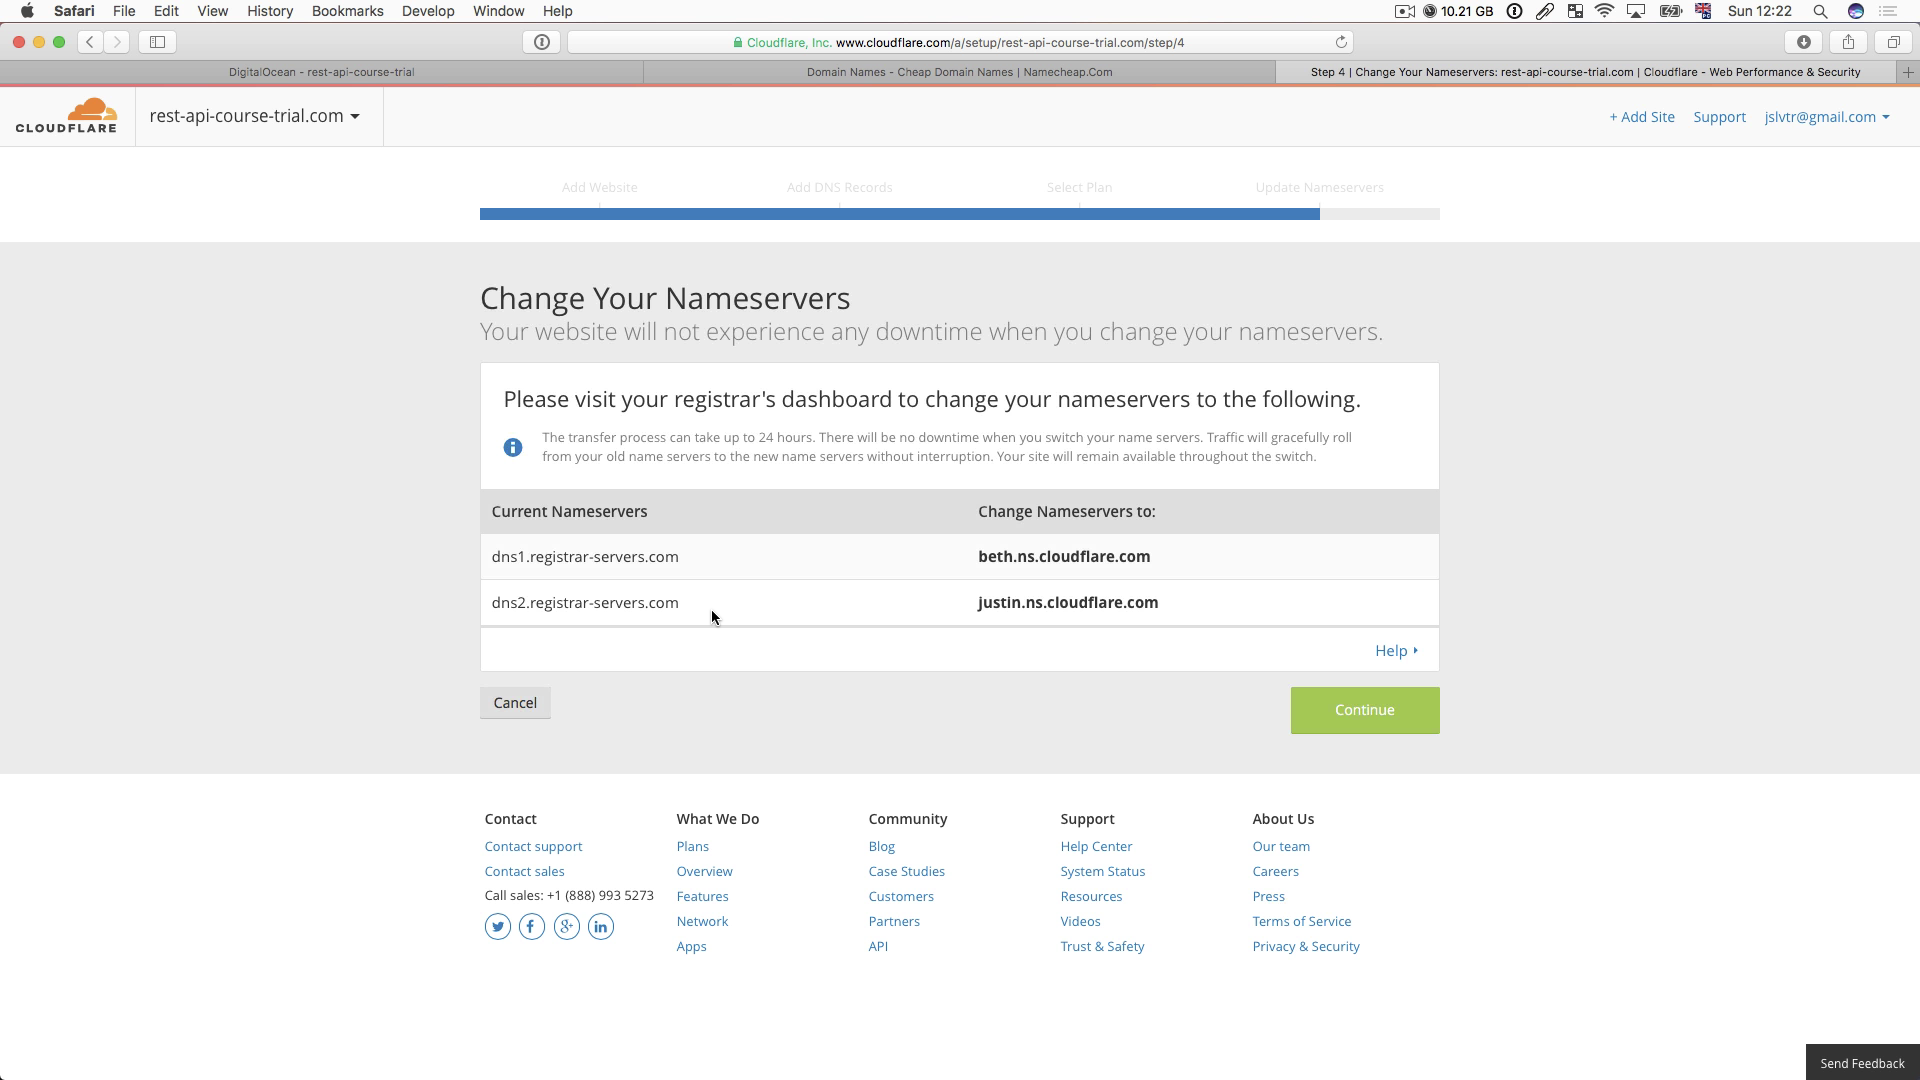 Safari File Edit View History Bookmarks Develop Window Help 10.21 GB Sun 12:22
Cloudflare, Inc. www.cloudflare.com/a/setup/rest-api-course-trial.com/step/4
DigitalOcean - rest-api-course-trial
Domain Names - Cheap Domain Names | Namecheap.Com
Step 4 | Change Your Nameservers: rest-api-course-trial.com | Cloudflare - Web Performance & Security
CLOUDFLARE
rest-api-course-trial.com
+ Add Site Support jslvtr@gmail.com
Add Website Add DNS Records Select Plan Update Nameservers
Change Your Nameservers
Your website will not experience any downtime when you change your nameservers.
Please visit your registrar's dashboard to change your nameservers to the following.
The transfer process can take up to 24 hours. There will be no downtime when you switch your name servers. Traffic will gracefully roll
from your old name servers to the new name servers without interruption. Your site will remain available throughout the switch.
Current Nameservers Change Nameservers to:
dns1.registrar-servers.com beth.ns.cloudflare.com
dns2.registrar-servers.com justin.ns.cloudflare.com
Help
Cancel Continue
Contact What We Do Community Support About Us
Contact support Plans Blog Help Center Our team
Contact sales Overview Case Studies System Status Careers
Call sales: +1 (888) 993 5273 Features Customers Resources Press
Network Partners Videos Terms of Service
Apps API Trust & Safety Privacy & Security
Send Feedback